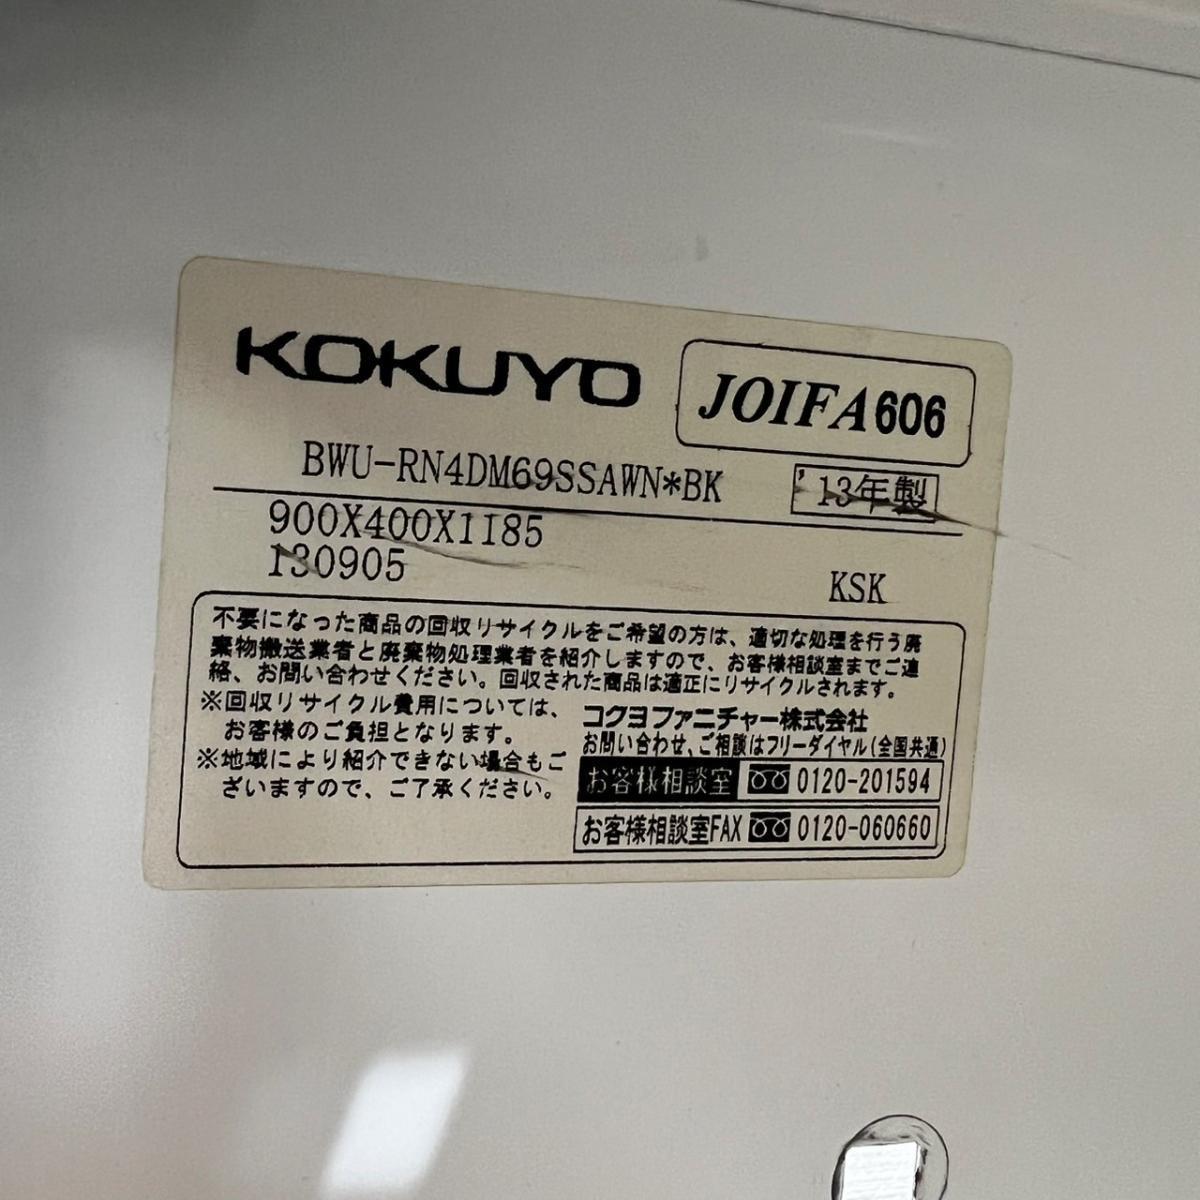 KOKUYO
JOIFA606
BWU-RN4DM69SSAWN*BK
'13年製
900X400X1185
130905
KSK
不要になった商品の回収リサイクルをご希望の方は、適切な処理を行う廃
棄物搬送業者と廃棄物処理業者を紹介しますので、お客様相談室までご連
絡、お問い合わせください。回収された商品は適正にリサイクルされます。
※回収リサイクル費用については、
お客様のご負担となります。
※地域により紹介できない場合もご
ざいますので、ご了承ください。
コクヨファニチャー株式会社
お問い合わせ、ご相談はフリーダイヤル(全国共通)
お客様相談室 0120-201594
お客様相談室FAX 0120-060660